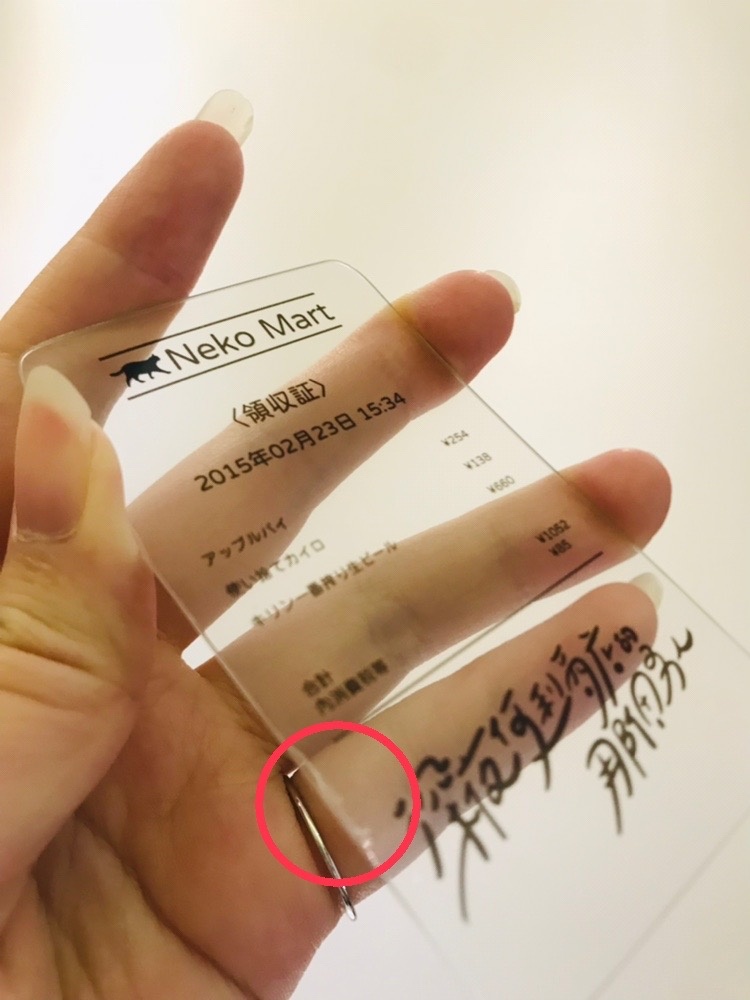 Neko Mart
〈領収証〉
2015年02月23日 15:34
アップルパイ ¥254
使い捨てカイロ ¥138
キリン一番搾り生ビール ¥660
合計 ¥1052
内消費税等 ¥85